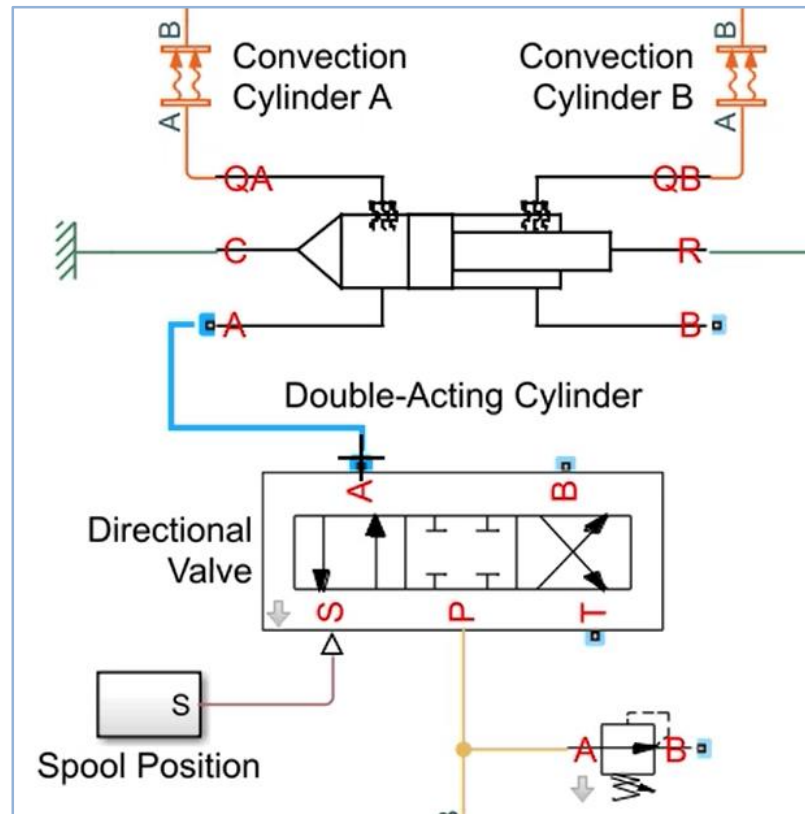 B
Convection
Cylinder A
A
Convection
Cylinder B
B
A
QA
QB
C
R
A
B
Double-Acting Cylinder
A
B
Directional
Valve
S
P
T
S
Spool Position
A
B
B